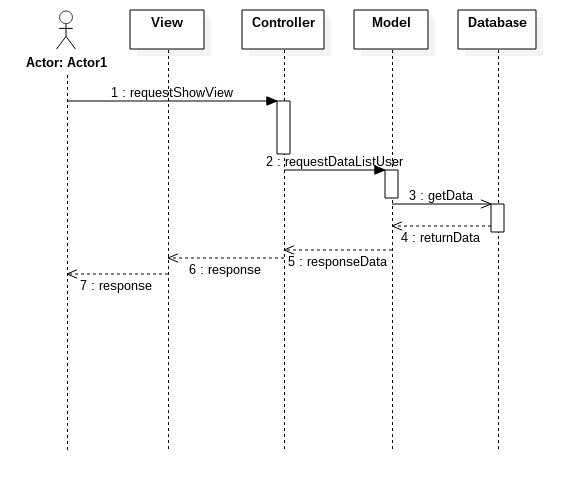 View
Controller
Model
Database
Actor: Actor1
1 : requestShowView
2 : requestDataListUser
3 : getData
4 : returnData
5 : responseData
6 : response
7 : response